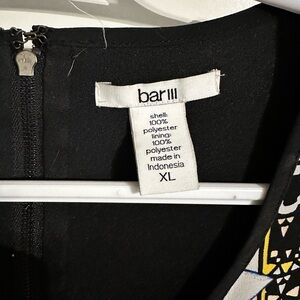 bar III
shell:
100%
polyester
lining:
100%
polyester
made in
Indonesia
XL